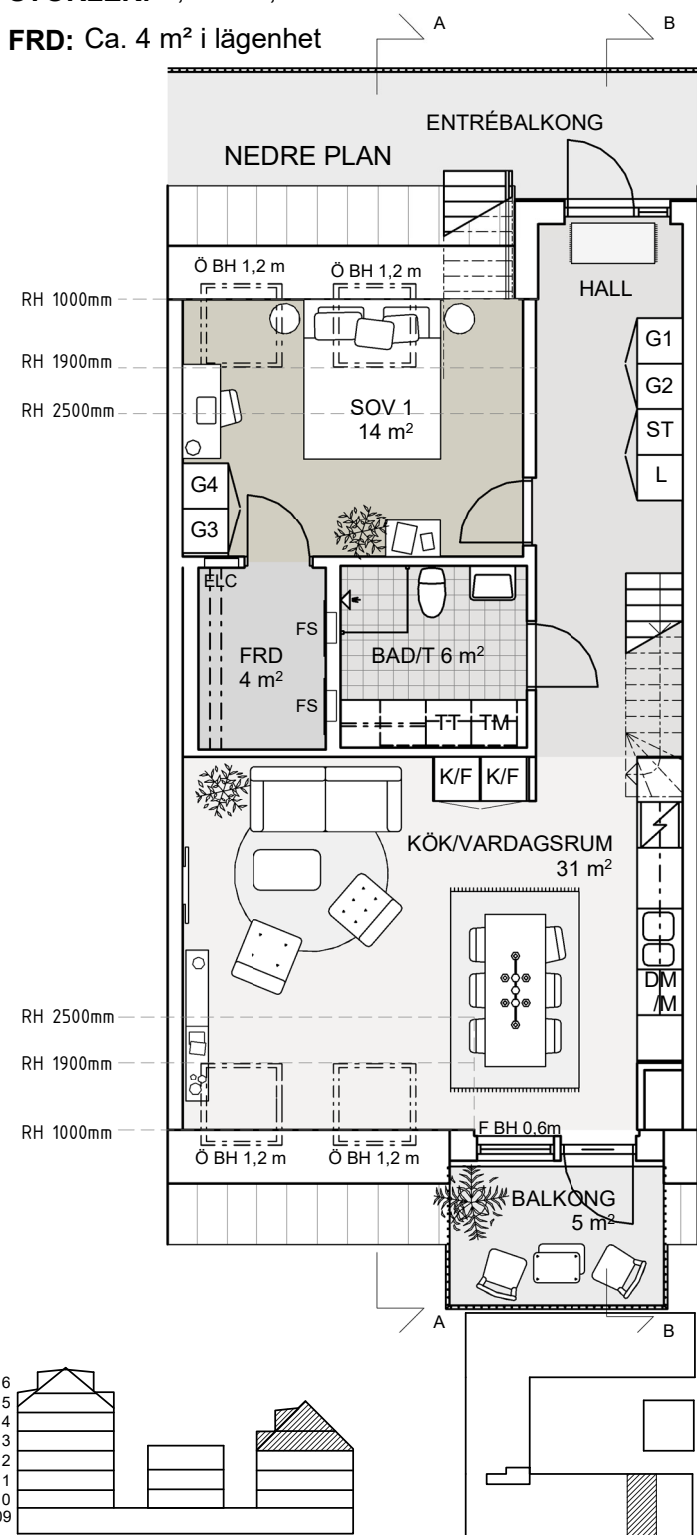 FRD: Ca. 4 m² i lägenhet
A
B
ENTRÉBALKONG
NEDRE PLAN
Ö BH 1,2 m
Ö BH 1,2 m
HALL
RH 1000mm
G1
RH 1900mm
G2
RH 2500mm
SOV 1
14 m²
ST
L
G4
G3
ELC
FS
FRD
4 m²
BAD/T 6 m²
FS
TT
TM
K/F
K/F
KÖK/VARDAGSRUM
31 m²
DM
/M
RH 2500mm
RH 1900mm
RH 1000mm
F BH 0,6m
Ö BH 1,2 m
Ö BH 1,2 m
BALKONG
5 m²
A
B
6
5
4
3
2
1
0
09